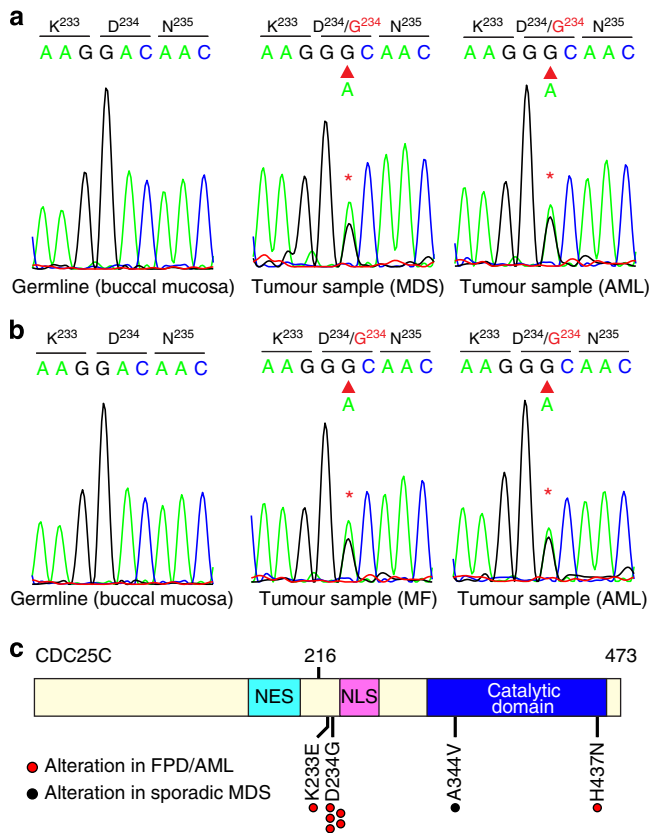 a
K233 D234 N235 K233 D234/G234 N235 K233 D234/G234 N235
A A G G A C A A C A A G G G C A A C A A G G G C A A C
A A
* *
Germline (buccal mucosa) Tumour sample (MDS) Tumour sample (AML)
b
K233 D234 N235 K233 D234/G234 N235 K233 D234/G234 N235
A A G G A C A A C A A G G G C A A C A A G G G C A A C
A A
* *
Germline (buccal mucosa) Tumour sample (MF) Tumour sample (AML)
c
CDC25C 216 473
NES NLS Catalytic domain
Alteration in FPD/AML
Alteration in sporadic MDS
K233E
D234G
A344V
H437N